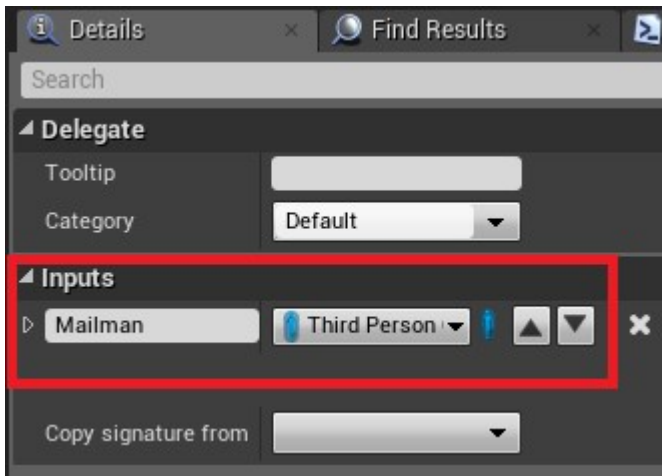 Details Find Results
Search
Delegate
Tooltip
Category Default
Inputs
Mailman Third Person
Copy signature from